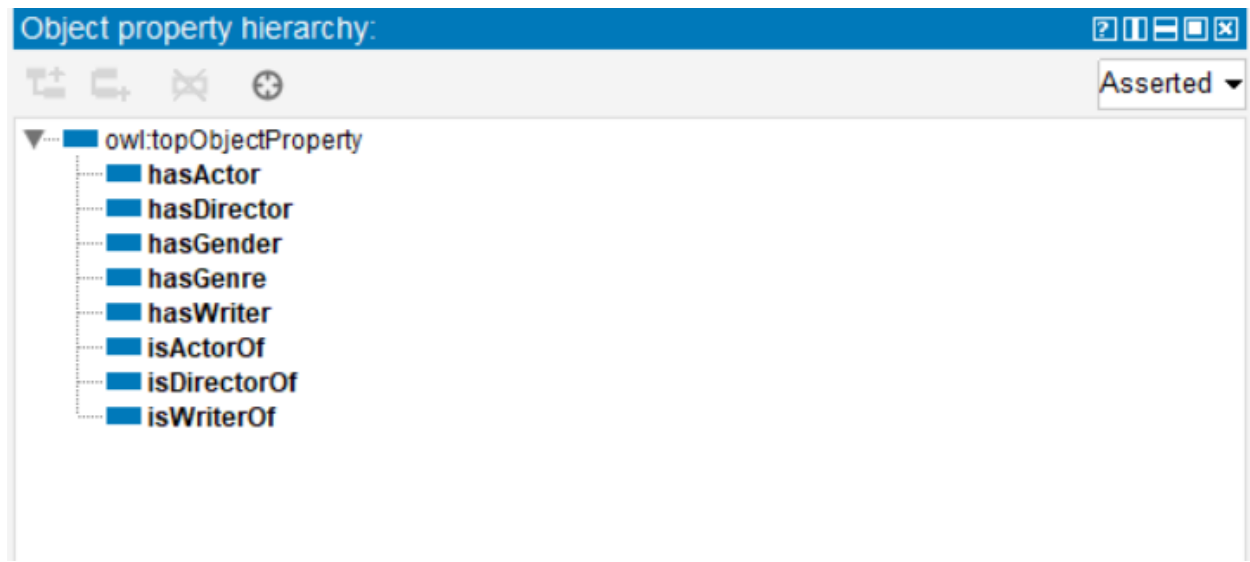 Object property hierarchy:
Asserted
owl:topObjectProperty
hasActor
hasDirector
hasGender
hasGenre
hasWriter
isActorOf
isDirectorOf
isWriterOf